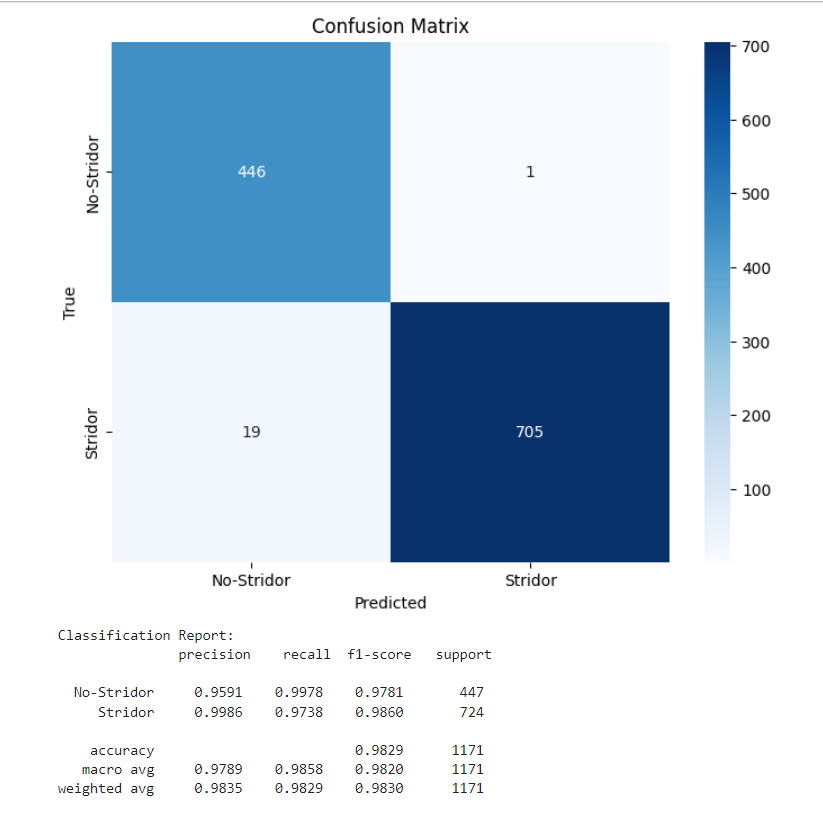 Confusion Matrix
700
600
500
400
300
200
100
No-Stridor
446
1
True
Stridor
19
705
No-Stridor Stridor
Predicted
Classification Report:
precision recall f1-score support
No-Stridor 0.9591 0.9978 0.9781 447
Stridor 0.9986 0.9738 0.9860 724
accuracy 0.9829 1171
macro avg 0.9789 0.9858 0.9820 1171
weighted avg 0.9835 0.9829 0.9830 1171